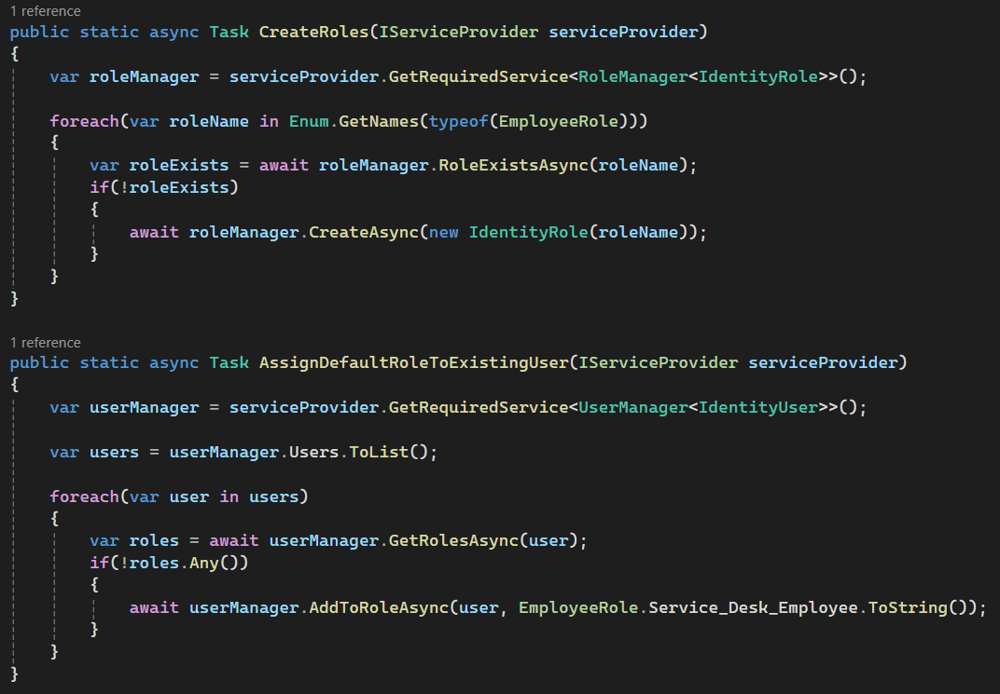 1 reference
public static async Task CreateRoles(IServiceProvider serviceProvider)
{
    var roleManager = serviceProvider.GetRequiredService<RoleManager<IdentityRole>>();

    foreach(var roleName in Enum.GetNames(typeof(EmployeeRole)))
    {
        var roleExists = await roleManager.RoleExistsAsync(roleName);
        if(!roleExists)
        {
            await roleManager.CreateAsync(new IdentityRole(roleName));
        }
    }
}

1 reference
public static async Task AssignDefaultRoleToExistingUser(IServiceProvider serviceProvider)
{
    var userManager = serviceProvider.GetRequiredService<UserManager<IdentityUser>>();

    var users = userManager.Users.ToList();

    foreach(var user in users)
    {
        var roles = await userManager.GetRolesAsync(user);
        if(!roles.Any())
        {
            await userManager.AddToRoleAsync(user, EmployeeRole.Service_Desk_Employee.ToString());
        }
    }
}